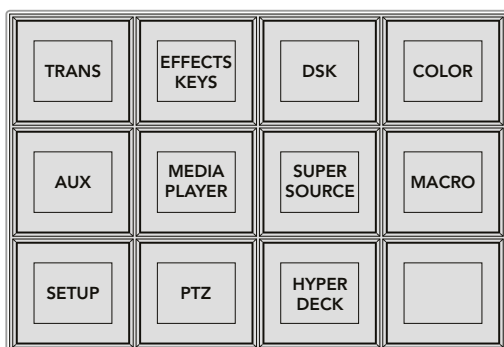 TRANS
EFFECTS
KEYS
DSK
COLOR
AUX
MEDIA
PLAYER
SUPER
SOURCE
MACRO
SETUP
PTZ
HYPER
DECK